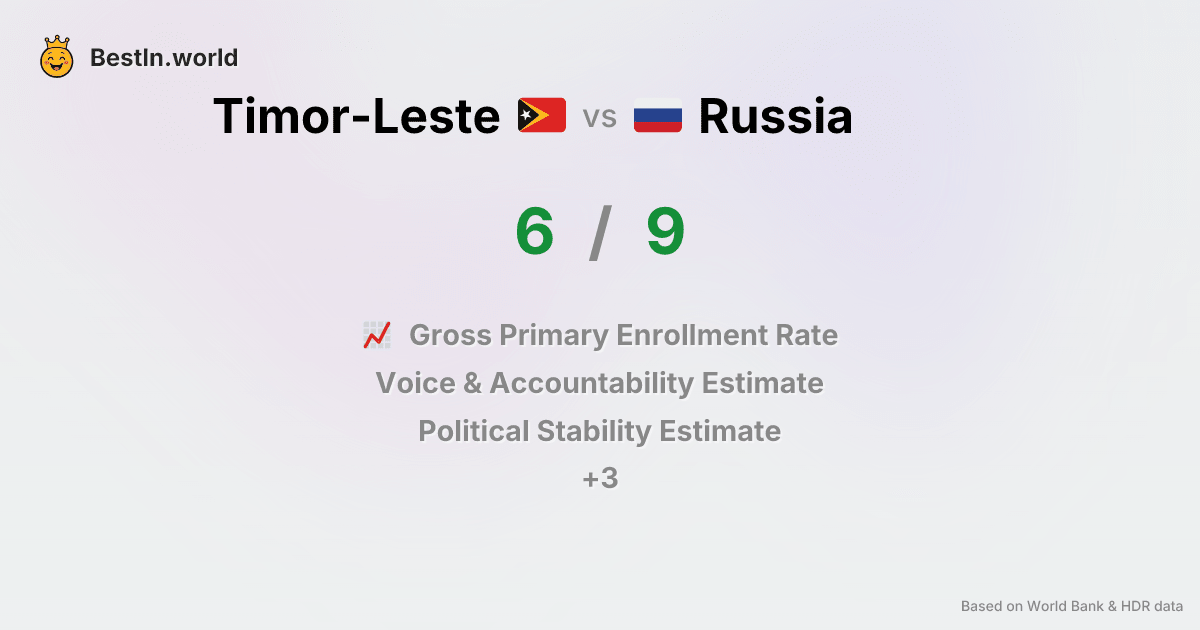 BestIn.world
Timor-Leste vs Russia
6 / 9
Gross Primary Enrollment Rate
Voice & Accountability Estimate
Political Stability Estimate
+3
Based on World Bank & HDR data